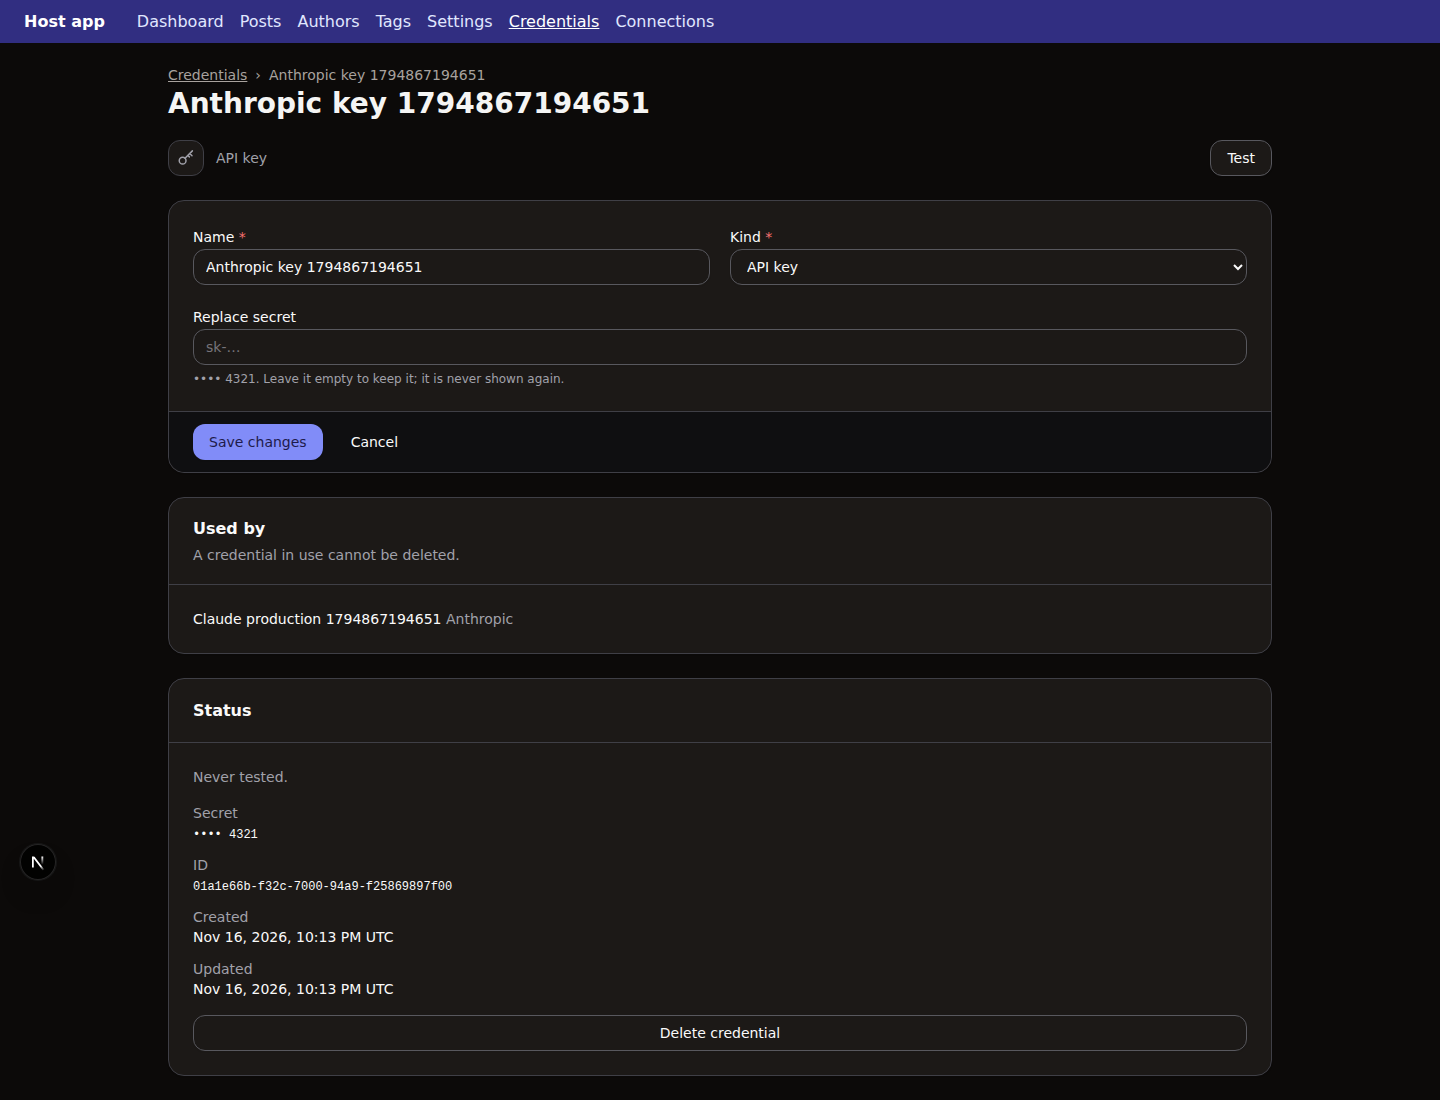 Host app Dashboard Posts Authors Tags Settings Credentials Connections
Credentials › Anthropic key 1794867194651
Anthropic key 1794867194651
API key
Test
Name * Kind *
Anthropic key 1794867194651 API key
Replace secret
sk-…
•••• 4321. Leave it empty to keep it; it is never shown again.
Save changes Cancel
Used by
A credential in use cannot be deleted.
Claude production 1794867194651 Anthropic
Status
Never tested.
Secret
•••• 4321
ID
01a1e66b-f32c-7000-94a9-f25869897f00
Created
Nov 16, 2026, 10:13 PM UTC
Updated
Nov 16, 2026, 10:13 PM UTC
Delete credential